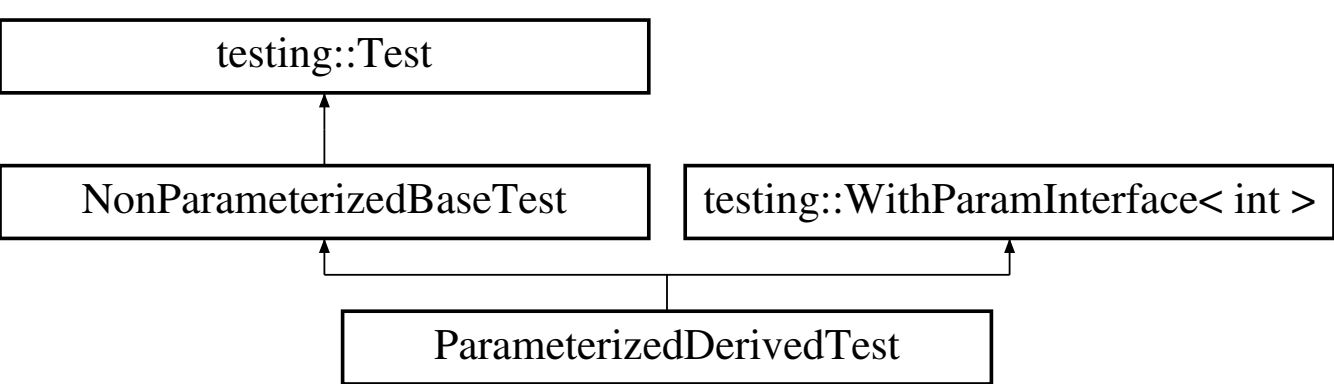 testing::Test
NonParameterizedBaseTest
testing::WithParamInterface< int >
ParameterizedDerivedTest